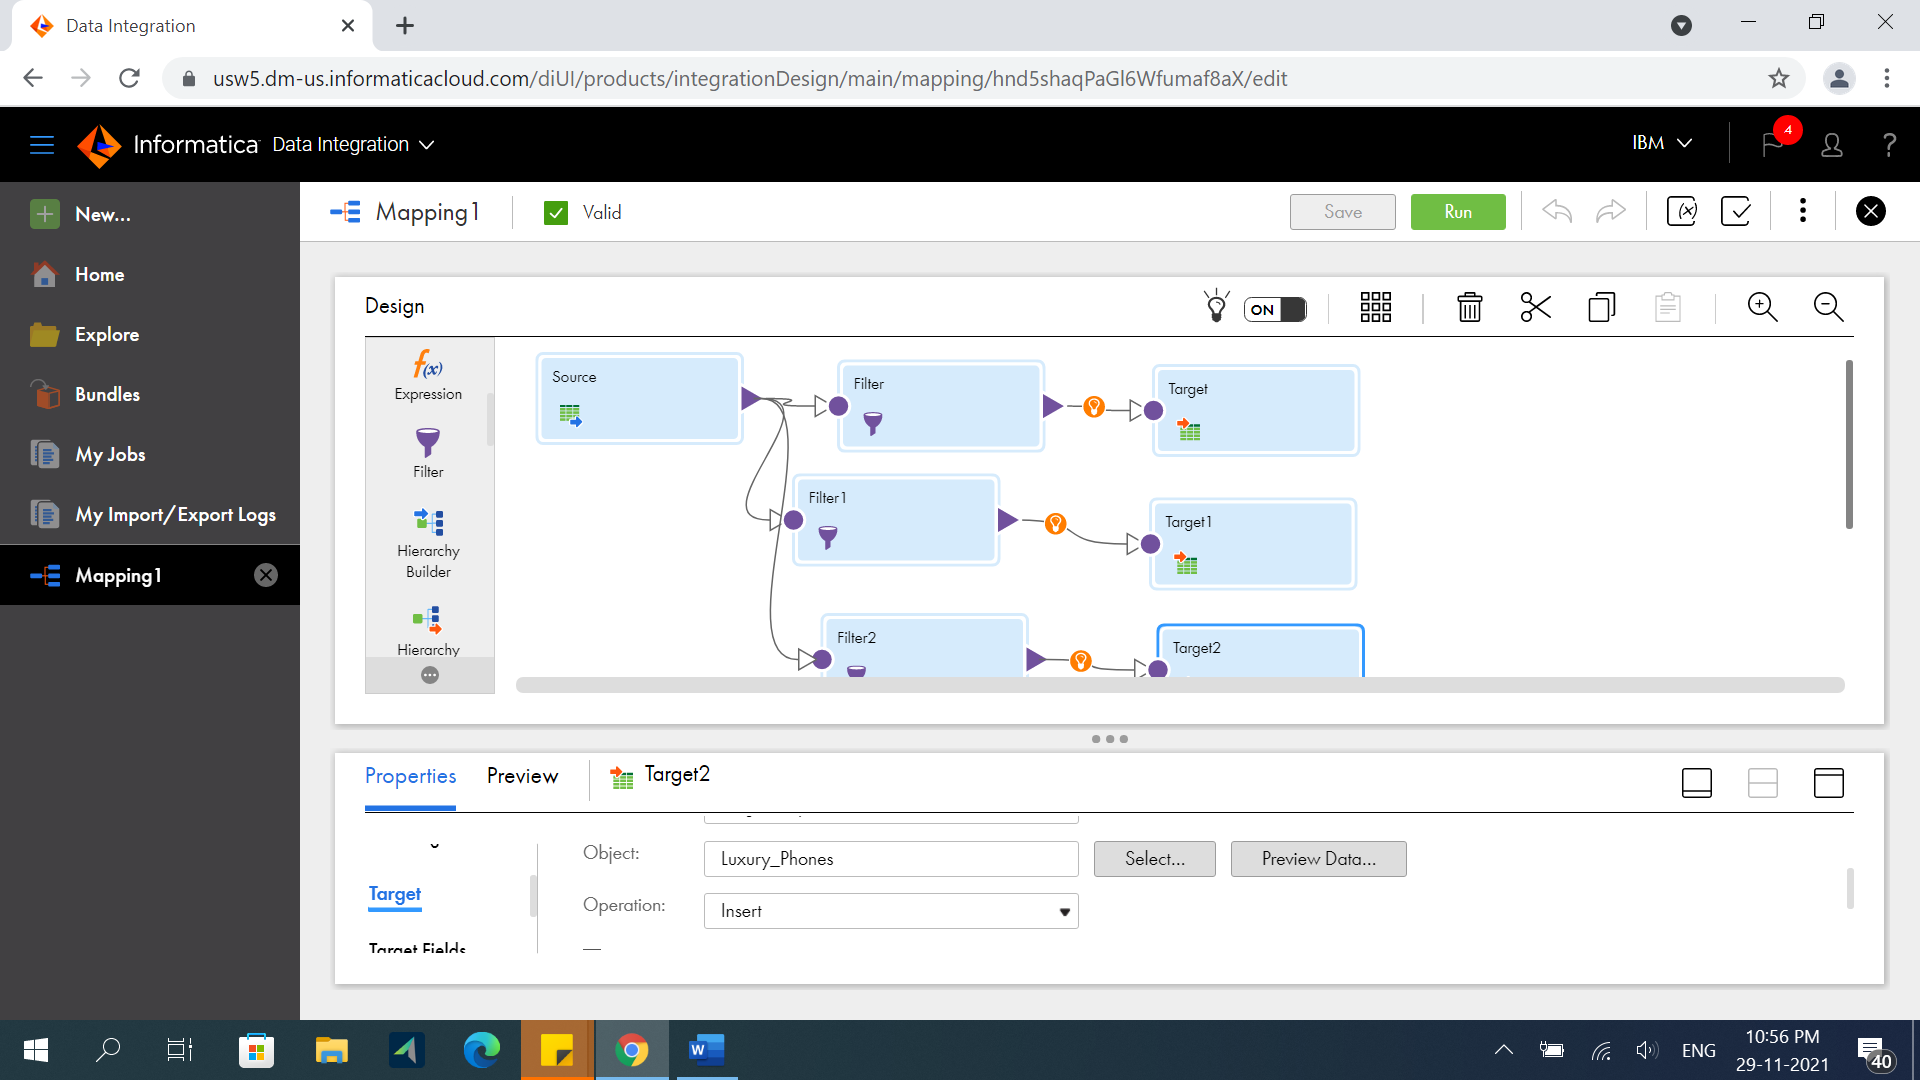 Data Integration
usw5.dm-us.informaticacloud.com/diUI/products/integrationDesign/main/mapping/hnd5shaqPaGl6Wfumaf8aX/edit
Informatica Data Integration
IBM
4
?
New...
Home
Explore
Bundles
My Jobs
My Import/Export Logs
Mapping1
Mapping1
Valid
Save
Run
(x)
Design
ON
f(x)
Expression
Filter
Hierarchy
Builder
Hierarchy
Source
Filter
Target
Filter1
Target1
Filter2
Target2
Properties
Preview
Target2
Target
Target Fields
Object:
Luxury_Phones
Select...
Preview Data...
Operation:
Insert
W
ENG
10:56 PM
29-11-2021
40